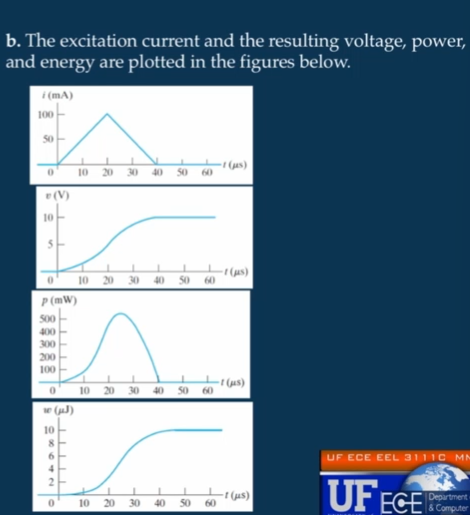 b. The excitation current and the resulting voltage, power,
and energy are plotted in the figures below.
i (mA)
100
50
0 10 20 30 40 50 60 t (μs)
v (V)
10
5
0 10 20 30 40 50 60 t (μs)
p (mW)
500
400
300
200
100
0 10 20 30 40 50 60 t (μs)
w (μJ)
10
8
6
4
2
0 10 20 30 40 50 60 t (μs)
UF ECE EEL 3111C MN
UF ECE Department
& Computer